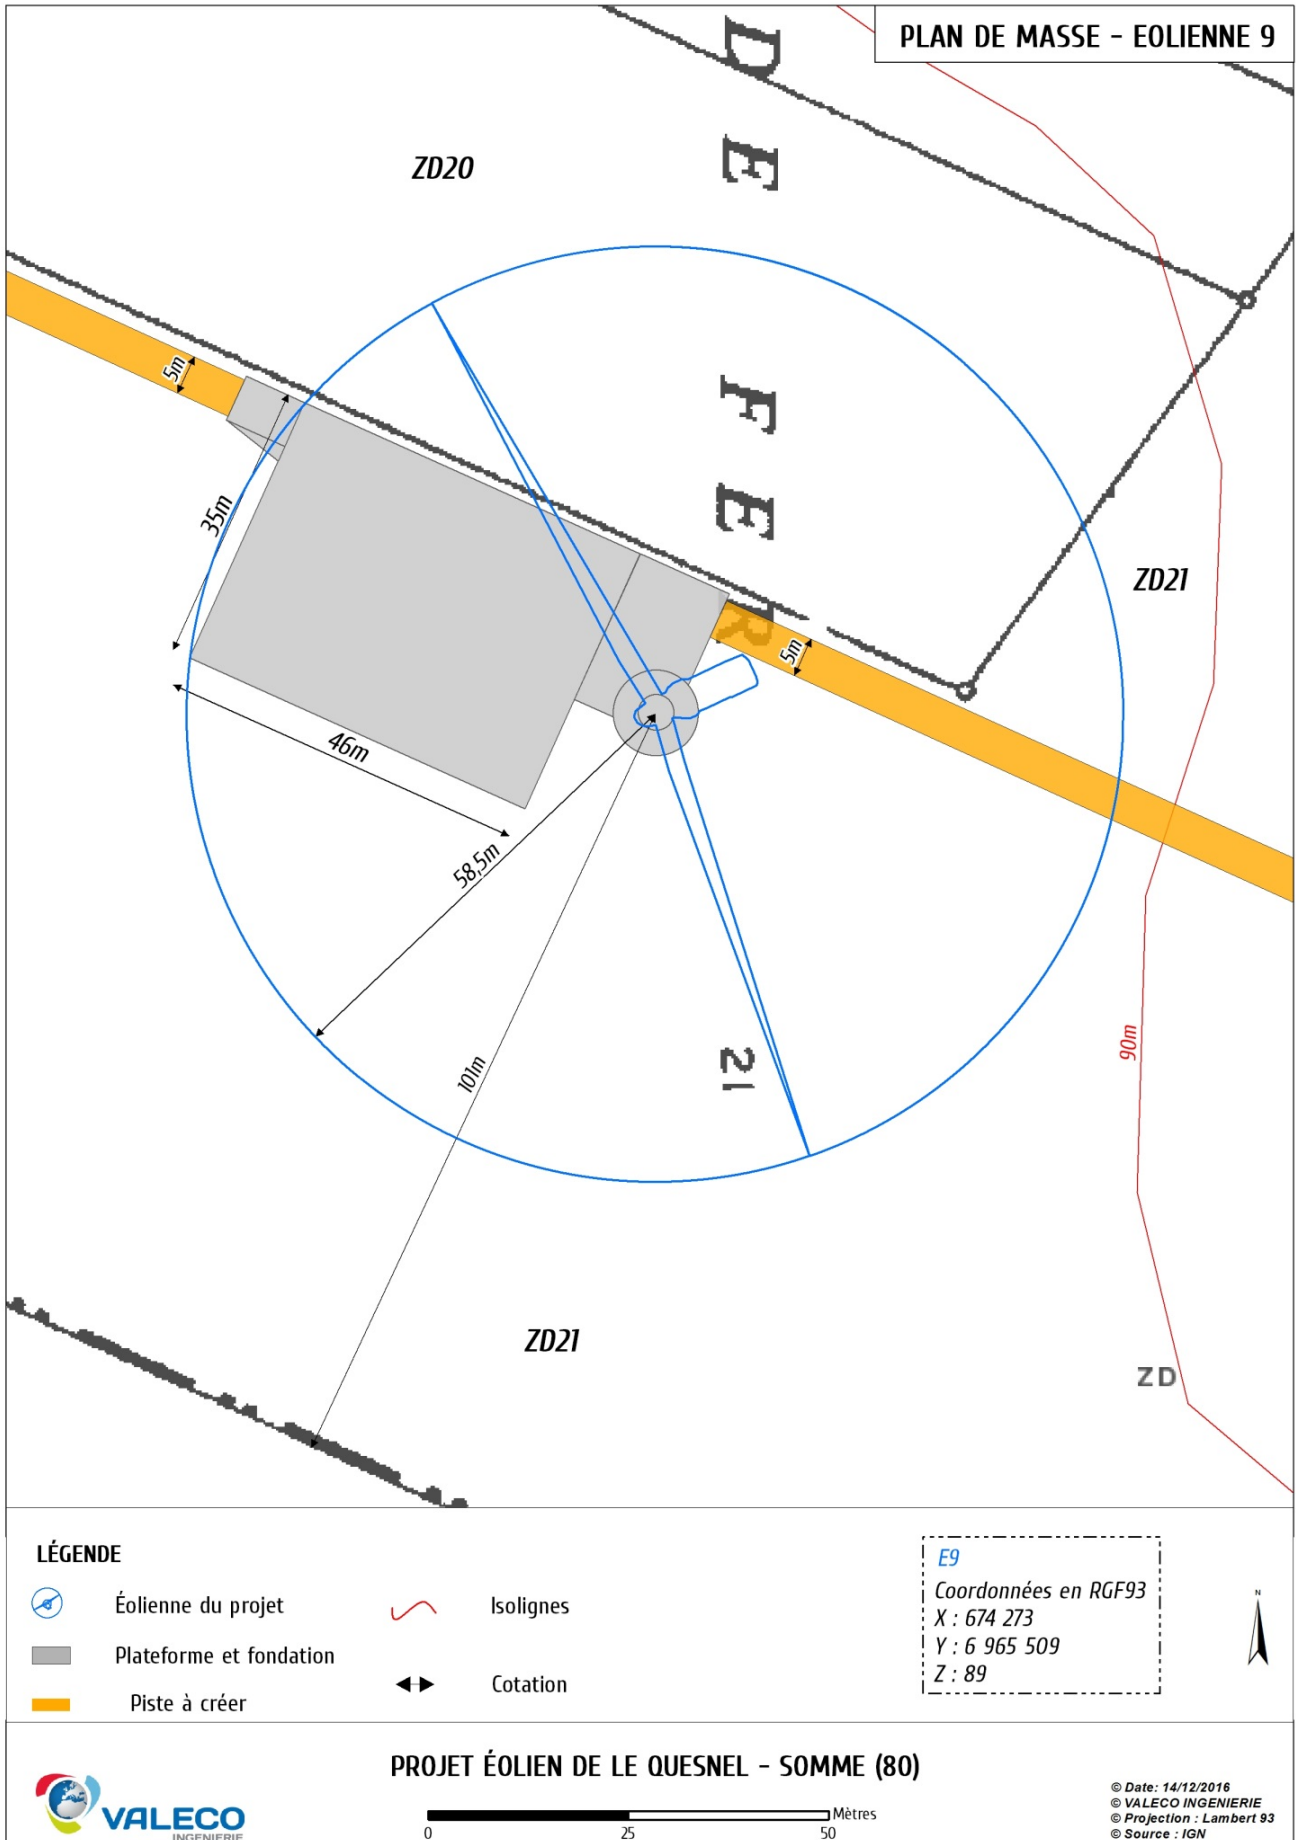 PLAN DE MASSE - EOLIENNE 9
D
E
ZD20
5m
F
E
35m
ZD21
R
5m
46m
58,5m
90m
101m
21
ZD21
ZD
LÉGENDE
Éolienne du projet
Plateforme et fondation
Piste à créer
Isolignes
Cotation
E9
Coordonnées en RGF93
X : 674 273
Y : 6 965 509
Z : 89
N
PROJET ÉOLIEN DE LE QUESNEL - SOMME (80)
VALECO
INGENIERIE
Mètres
0 25 50
© Date: 14/12/2016
© VALECO INGENIERIE
© Projection : Lambert 93
© Source : IGN